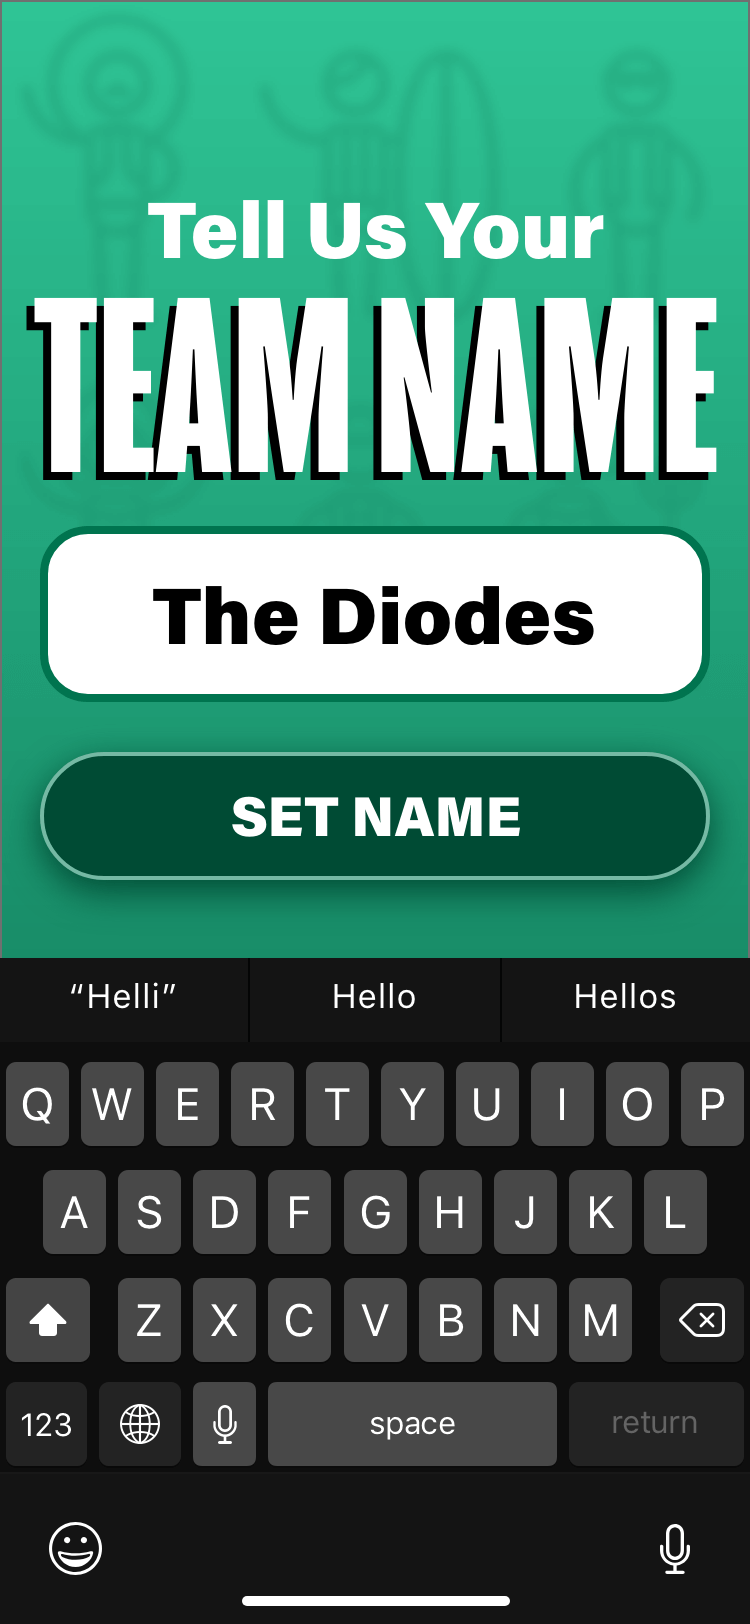 Tell Us Your
TEAM NAME
The Diodes
SET NAME
“Helli” Hello Hellos
Q W E R T Y U I O P
A S D F G H J K L
Z X C V B N M
123 space return